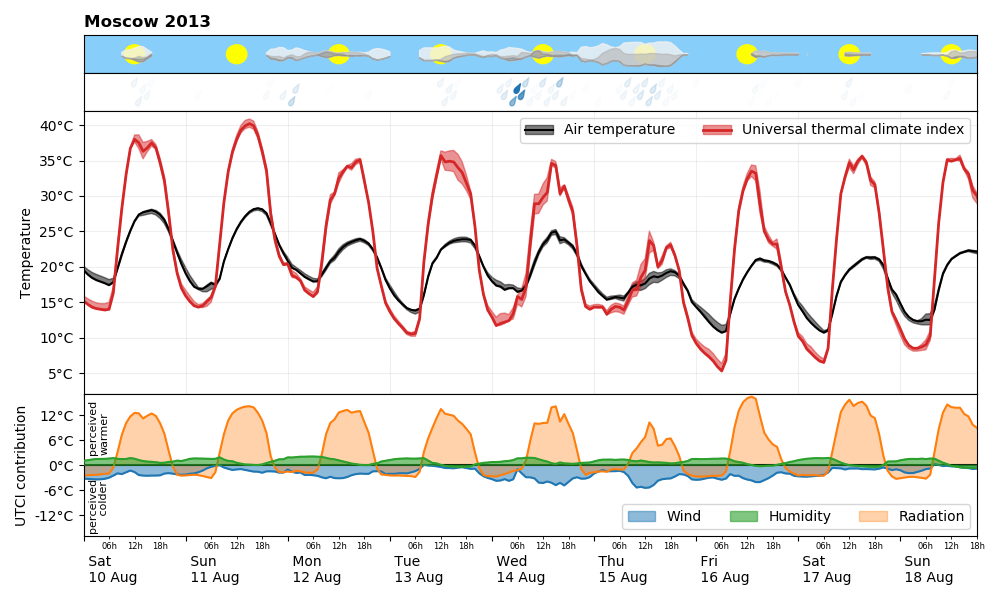 Moscow 2013
Air temperature
Universal thermal climate index
Temperature
40°C
35°C
30°C
25°C
20°C
15°C
10°C
5°C
UTCI contribution
12°C
6°C
0°C
-6°C
-12°C
perceived
warmer
perceived
colder
Wind
Humidity
Radiation
06h 12h 18h 06h 12h 18h 06h 12h 18h 06h 12h 18h 06h 12h 18h 06h 12h 18h 06h 12h 18h 06h 12h 18h 06h 12h 18h
Sat Sun Mon Tue Wed Thu Fri Sat Sun
10 Aug 11 Aug 12 Aug 13 Aug 14 Aug 15 Aug 16 Aug 17 Aug 18 Aug